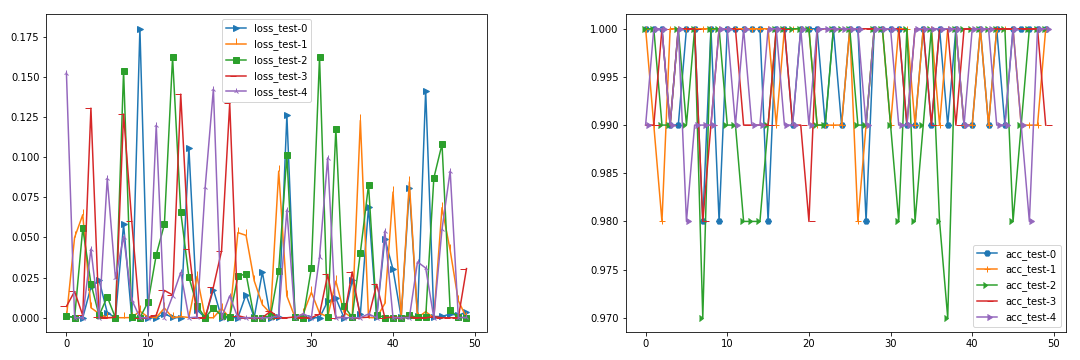 0.175
0.150
0.125
0.100
0.075
0.050
0.025
0.000
0 10 20 30 40 50
loss_test-0
loss_test-1
loss_test-2
loss_test-3
loss_test-4
1.000
0.995
0.990
0.985
0.980
0.975
0.970
0 10 20 30 40 50
acc_test-0
acc_test-1
acc_test-2
acc_test-3
acc_test-4